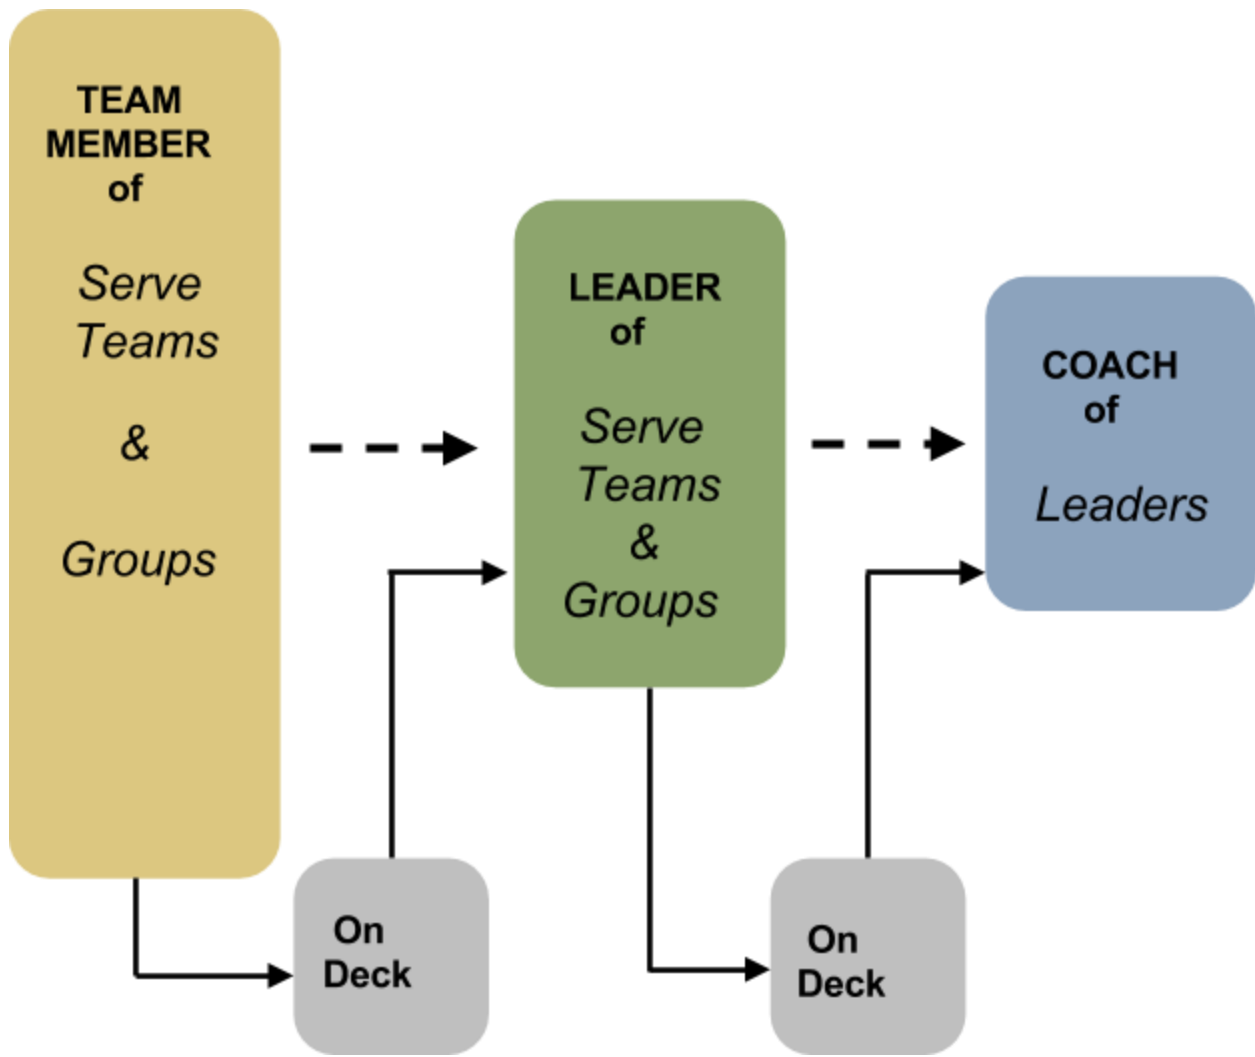 TEAM
MEMBER
of
Serve
Teams
&
Groups
LEADER
of
Serve
Teams
&
Groups
COACH
of
Leaders
On
Deck
On
Deck